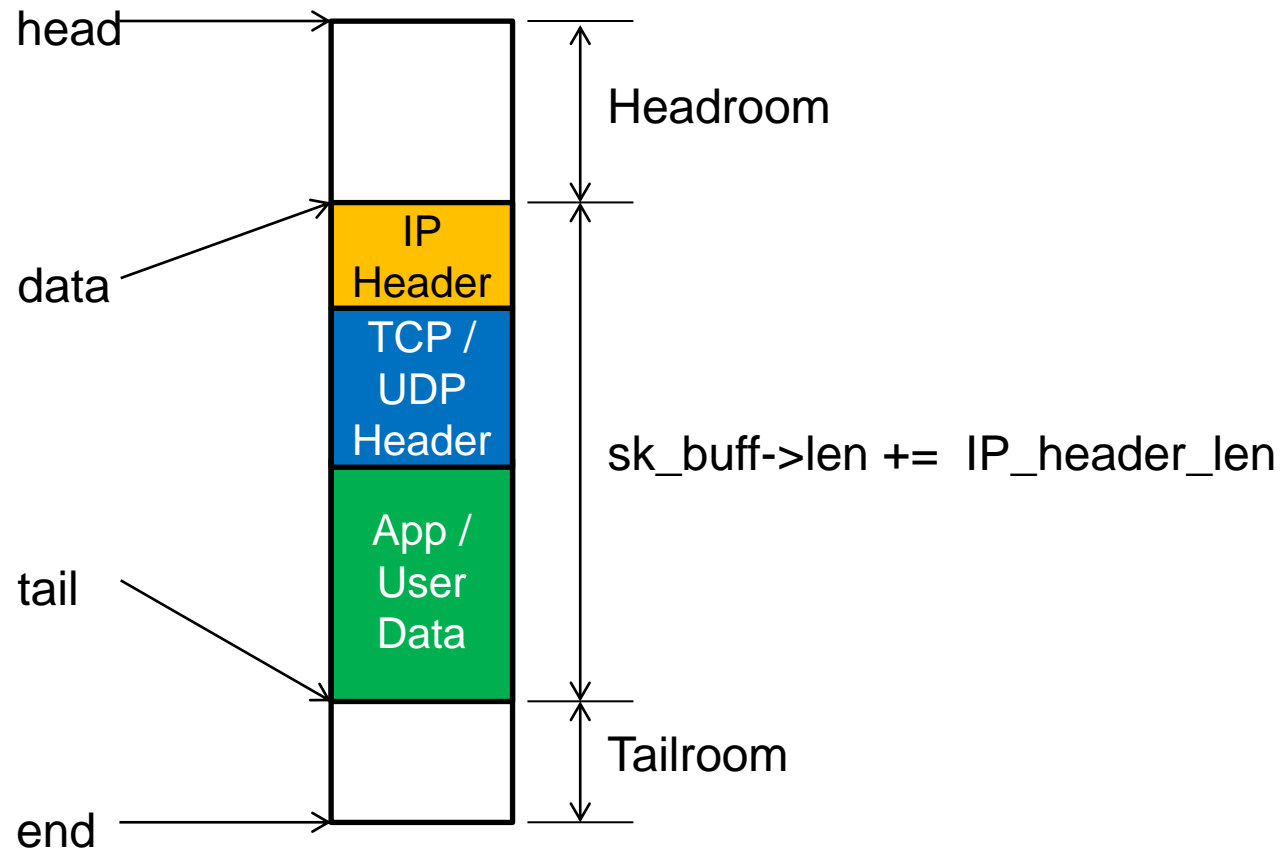 head
Headroom
data
IP
Header
TCP /
UDP
Header
sk_buff->len += IP_header_len
App /
User
Data
tail
Tailroom
end